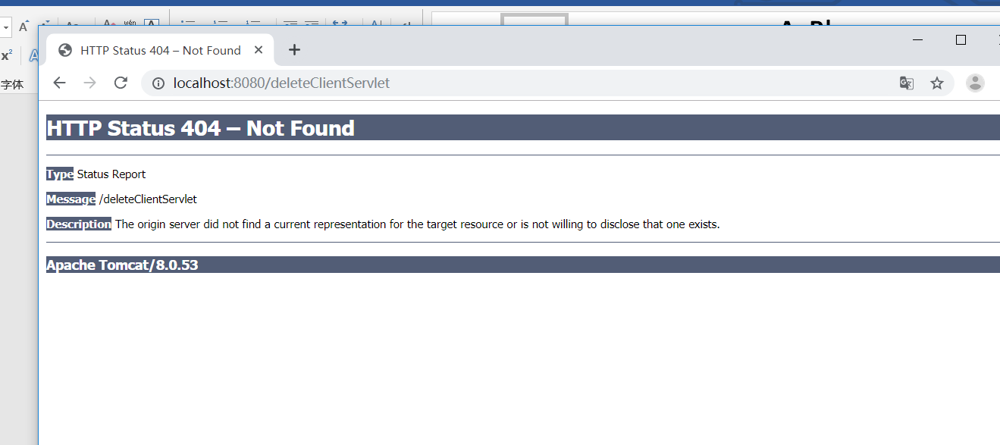 wén
A
x²
字体
HTTP Status 404 – Not Found
localhost:8080/deleteClientServlet
HTTP Status 404 – Not Found
Type Status Report
Message /deleteClientServlet
Description The origin server did not find a current representation for the target resource or is not willing to disclose that one exists.
Apache Tomcat/8.0.53